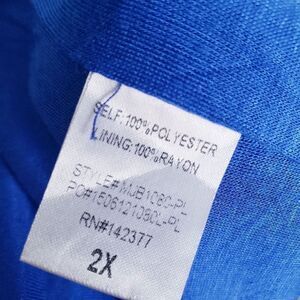 SELF:100%POLYESTER
LINING:100%RAYON
STYLE#MJB1080-PL
PO#1506121080L-PL
RN#142377
2X